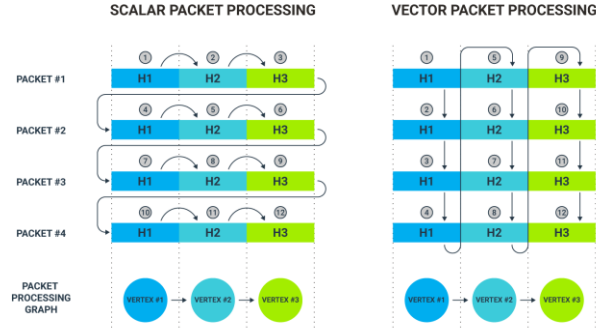 SCALAR PACKET PROCESSING
VECTOR PACKET PROCESSING
1 2 3
1 5 9
PACKET #1
H1 H2 H3
H1 H2 H3
4 5 6
2 6 10
PACKET #2
H1 H2 H3
H1 H2 H3
7 8 9
3 7 11
PACKET #3
H1 H2 H3
H1 H2 H3
10 11 12
4 8 12
PACKET #4
H1 H2 H3
H1 H2 H3
PACKET
PROCESSING
GRAPH
VERTEX #1 VERTEX #2 VERTEX #3
VERTEX #1 VERTEX #2 VERTEX #3